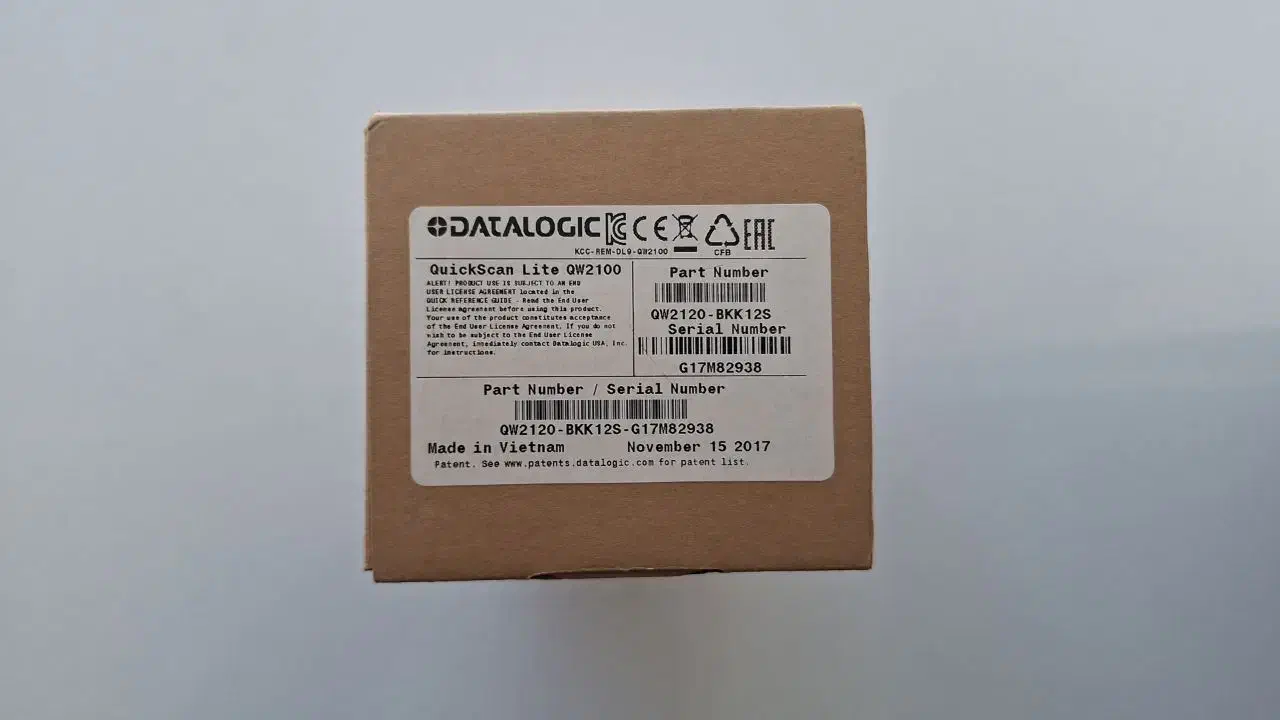 DATALOGIC CE EAC
KCC-REM-DL9-QW2100
CFB
QuickScan Lite QW2100
ALERT! PRODUCT USE IS SUBJECT TO AN END
USER LICENSE AGREEMENT located in the
QUICK REFERENCE GUIDE - Read the End User
License agreement before using this product.
Your use of the product constitutes acceptance
of the End User License Agreement. If you do not
wish to be subject to the End User License
Agreement, immediately contact Datalogic USA, Inc.
for instructions.
Part Number
QW2120-BKK12S
Serial Number
G17M82938
Part Number / Serial Number
QW2120-BKK12S-G17M82938
Made in Vietnam November 15 2017
Patent. See www.patents.datalogic.com for patent list.